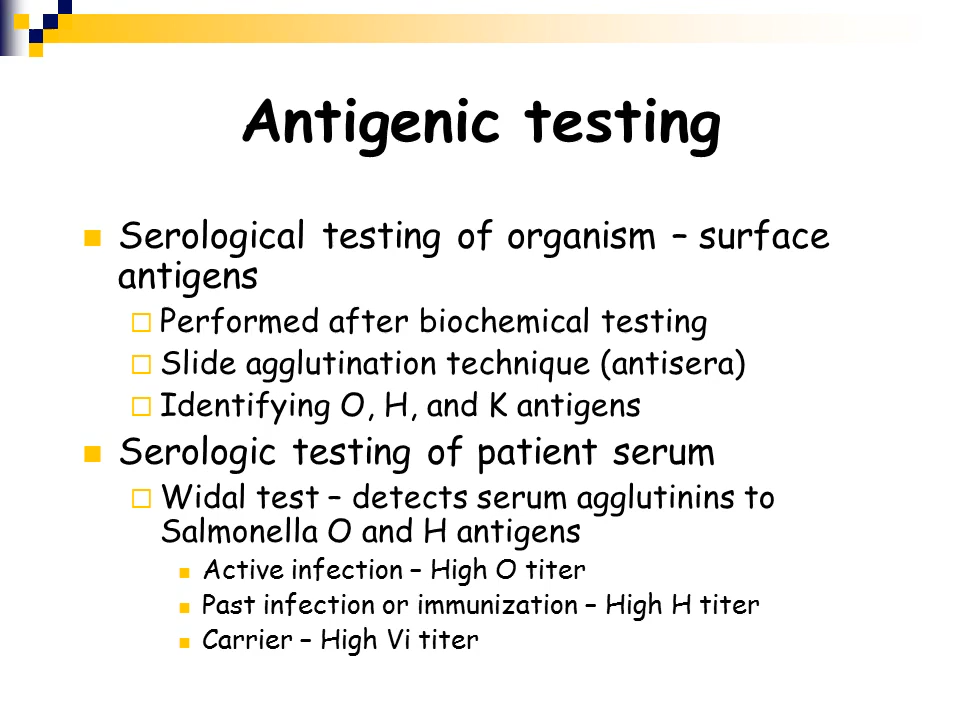 Antigenic testing
Serological testing of organism – surface
antigens
Performed after biochemical testing
Slide agglutination technique (antisera)
Identifying O, H, and K antigens
Serologic testing of patient serum
Widal test – detects serum agglutinins to
Salmonella O and H antigens
Active infection – High O titer
Past infection or immunization – High H titer
Carrier – High Vi titer